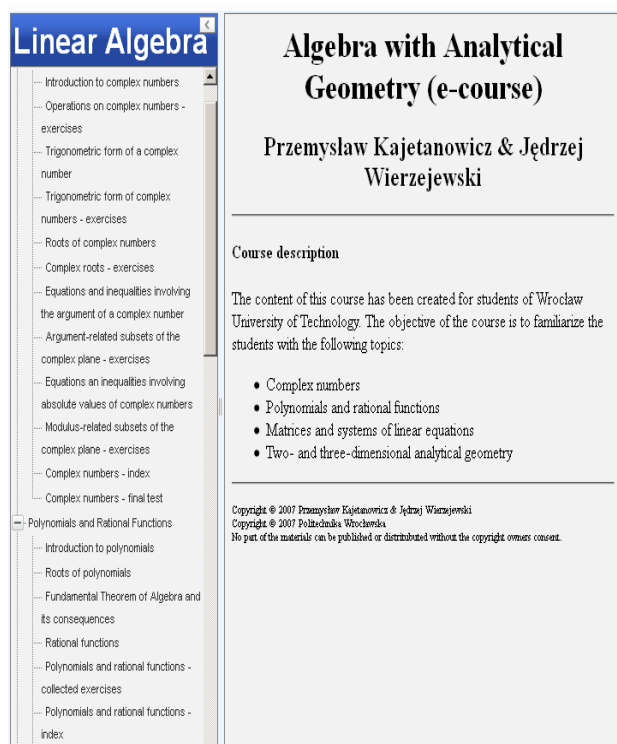 Linear Algebra
Introduction to complex numbers
Operations on complex numbers -
exercises
Trigonometric form of a complex
number
Trigonometric form of complex
numbers - exercises
Roots of complex numbers
Complex roots - exercises
Equations and inequalities involving
the argument of a complex number
Argument-related subsets of the
complex plane - exercises
Equations an inequalities involving
absolute values of complex numbers
Modulus-related subsets of the
complex plane - exercises
Complex numbers - index
Complex numbers - final test
Polynomials and Rational Functions
Introduction to polynomials
Roots of polynomials
Fundamental Theorem of Algebra and
its consequences
Rational functions
Polynomials and rational functions -
collected exercises
Polynomials and rational functions -
index
Algebra with Analytical
Geometry (e-course)
Przemysław Kajetanowicz & Jędrzej
Wierzejewski
Course description
The content of this course has been created for students of Wrocław
University of Technology. The objective of the course is to familiarize the
students with the following topics:
• Complex numbers
• Polynomials and rational functions
• Matrices and systems of linear equations
• Two- and three-dimensional analytical geometry
Copyright © 2007 Przemysław Kajetanowicz & Jędrzej Wierzejewski
Copyright © 2007 Politechnika Wrocławska
No part of the materials can be published or distritubuted without the copyright owners consent.